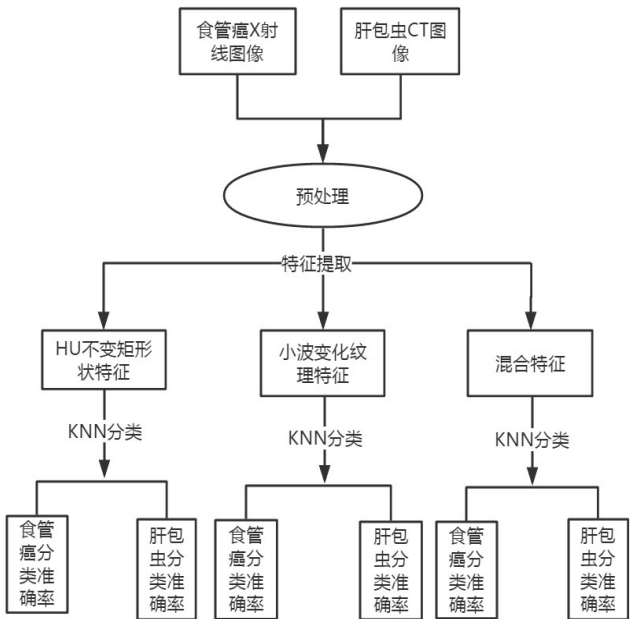 食管癌X射
线图像
肝包虫CT图
像
预处理
特征提取
HU不变矩形
状特征
小波变化纹
理特征
混合特征
KNN分类
KNN分类
KNN分类
食管
癌分
类准
确率
肝包
虫分
类准
确率
食管
癌分
类准
确率
肝包
虫分
类准
确率
食管
癌分
类准
确率
肝包
虫分
类准
确率